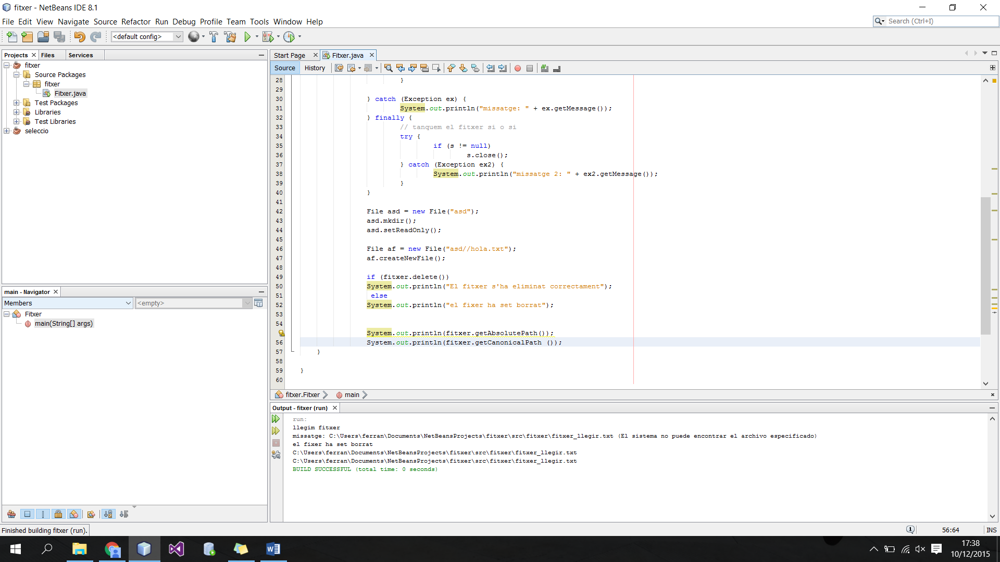 fitxer - NetBeans IDE 8.1
File Edit View Navigate Source Refactor Run Debug Profile Team Tools Window Help
Search (Ctrl+I)
<default config>
Projects Files Services
fitxer
Source Packages
fitxer
Fitxer.java
Test Packages
Libraries
Test Libraries
seleccio
main - Navigator
Members
<empty>
Fitxer
main(String[] args)
Start Page Fitxer.java
Source History
28 }
29
30 } catch (Exception ex) {
31 System.out.println("missatge: " + ex.getMessage());
32 } finally {
33 // tanquem el fitxer si o si
34 try {
35 if (s != null)
36 s.close();
37 } catch (Exception ex2) {
38 System.out.println("missatge 2: " + ex2.getMessage());
39 }
40 }
41
42 File asd = new File("asd");
43 asd.mkdir();
44 asd.setReadOnly();
45
46 File af = new File("asd//hola.txt");
47 af.createNewFile();
48
49 if (fitxer.delete())
50 System.out.println("El fitxer s'ha eliminat correctament");
51 else
52 System.out.println("el fixer ha set borrat");
53
54
System.out.println(fitxer.getAbsolutePath());
56 System.out.println(fitxer.getCanonicalPath ());
57 }
58
59 }
60
fitxer.Fitxer main
Output - fitxer (run)
run:
llegim fitxer
missatge: C:\Users\ferran\Documents\NetBeansProjects\fitxer\src\fitxer\fitxer_llegir.txt (El sistema no puede encontrar el archivo especificado)
el fixer ha set borrat
C:\Users\ferran\Documents\NetBeansProjects\fitxer\src\fitxer\fitxer_llegir.txt
C:\Users\ferran\Documents\NetBeansProjects\fitxer\src\fitxer\fitxer_llegir.txt
BUILD SUCCESSFUL (total time: 0 seconds)
Finished building fitxer (run).
1
56:64
INS
17:38
10/12/2015